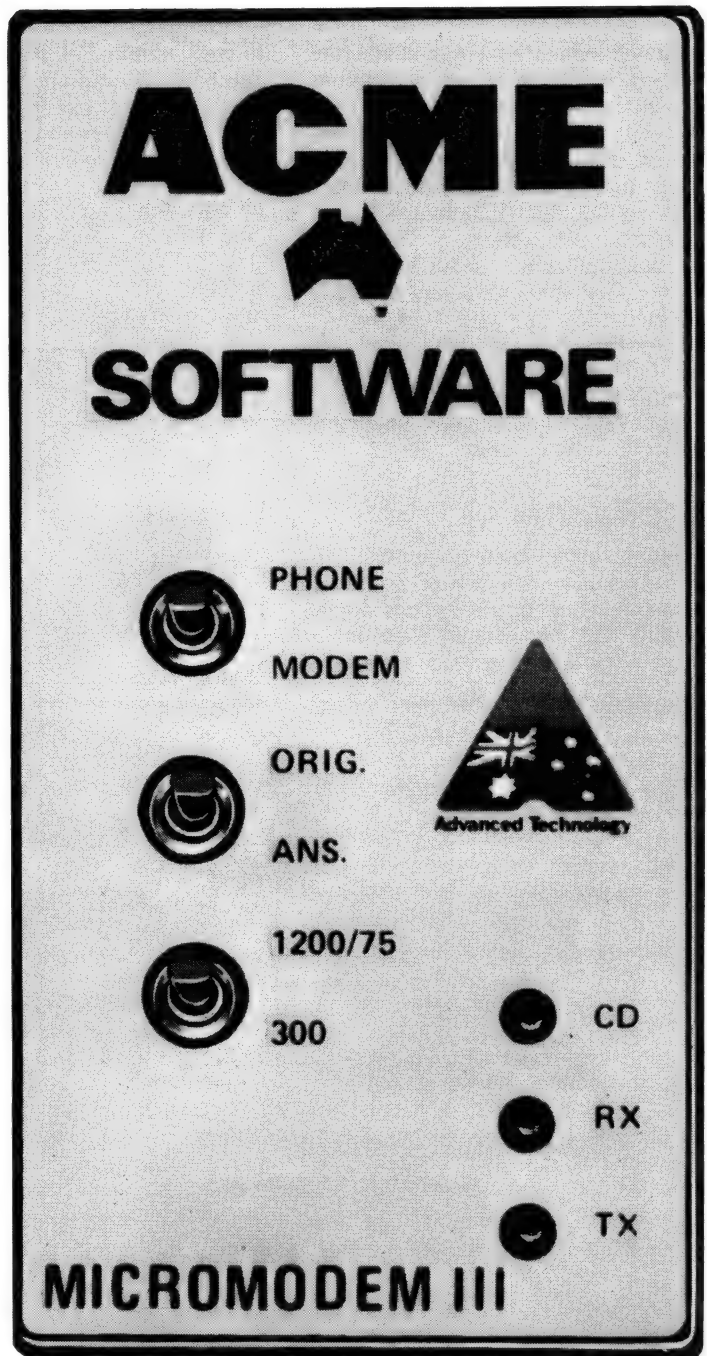 ACME
SOFTWARE
PHONE
MODEM
ORIG.
ANS.
Advanced Technology
1200/75
300
CD
RX
TX
MICROMODEM III